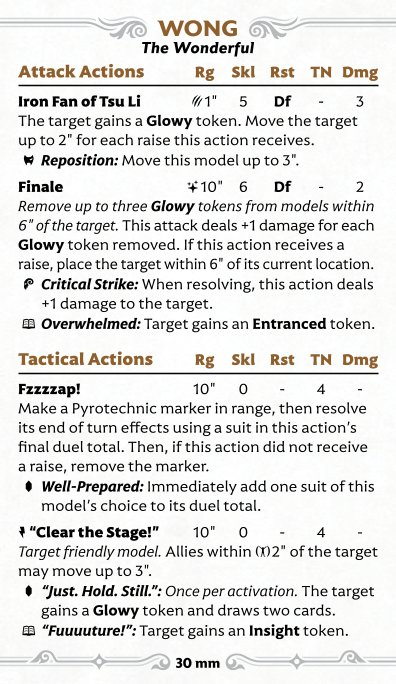 WONG
The Wonderful
Attack Actions Rg Skl Rst TN Dmg
Iron Fan of Tsu Li 1" 5 Df - 3
The target gains a Glowy token. Move the target
up to 2" for each raise this action receives.
Reposition: Move this model up to 3".
Finale 10" 6 Df - 2
Remove up to three Glowy tokens from models within
6" of the target. This attack deals +1 damage for each
Glowy token removed. If this action receives a
raise, place the target within 6" of its current location.
Critical Strike: When resolving, this action deals
+1 damage to the target.
Overwhelmed: Target gains an Entranced token.
Tactical Actions Rg Skl Rst TN Dmg
Fzzzzap! 10" 0 - 4 -
Make a Pyrotechnic marker in range, then resolve
its end of turn effects using a suit in this action's
final duel total. Then, if this action did not receive
a raise, remove the marker.
Well-Prepared: Immediately add one suit of this
model's choice to its duel total.
"Clear the Stage!" 10" 0 - 4 -
Target friendly model. Allies within 2" of the target
may move up to 3".
"Just. Hold. Still.": Once per activation. The target
gains a Glowy token and draws two cards.
"Fuuuuture!": Target gains an Insight token.
30 mm